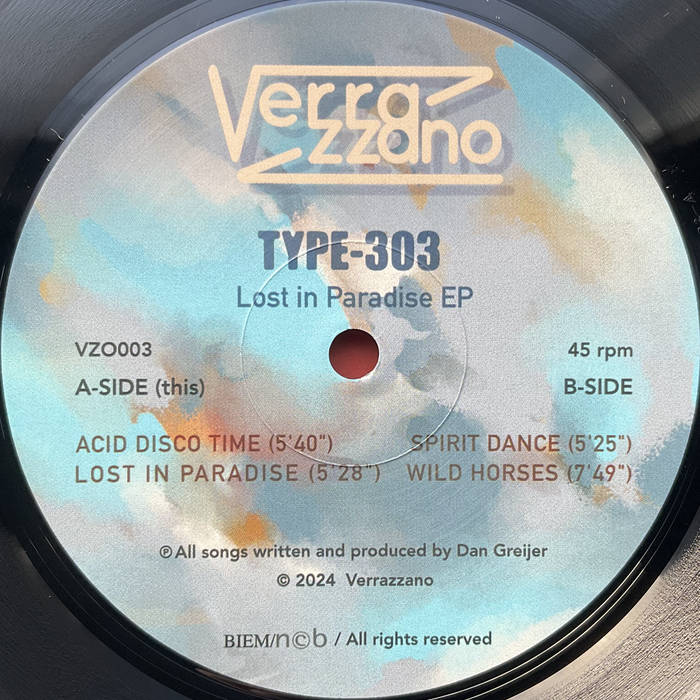 Verra
zzano
TYPE-303
Lost in Paradise EP
VZO003 45 rpm
A-SIDE (this) B-SIDE
ACID DISCO TIME (5'40") SPIRIT DANCE (5'25")
LOST IN PARADISE (5'28") WILD HORSES (7'49")
℗ All songs written and produced by Dan Greijer
© 2024 Verrazzano
BIEM/n©b / All rights reserved